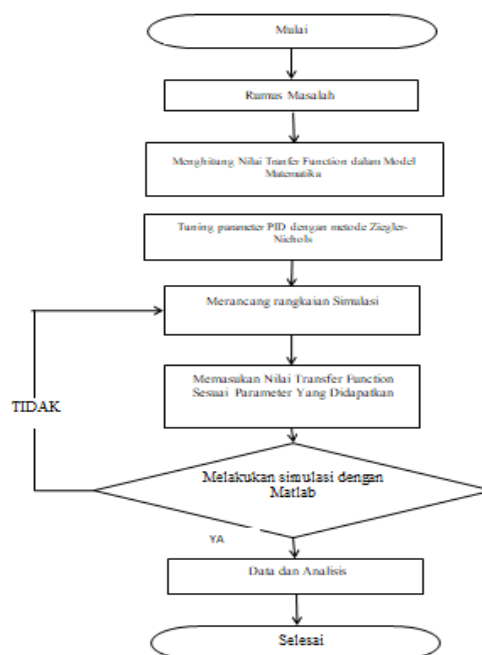 Mulai
Rumus Masalah
Menghitung Nilai Tranfer Function dalam Model
Matematika
Tuning parameter PID dengan metode Ziegler-
Nichols
Merancang rangkaian Simulasi
Memasukan Nilai Transfer Function
Sesuai Parameter Yang Didapatkan
TIDAK
Melakukan simulasi dengan
Matlab
YA
Data dan Analisis
Selesai